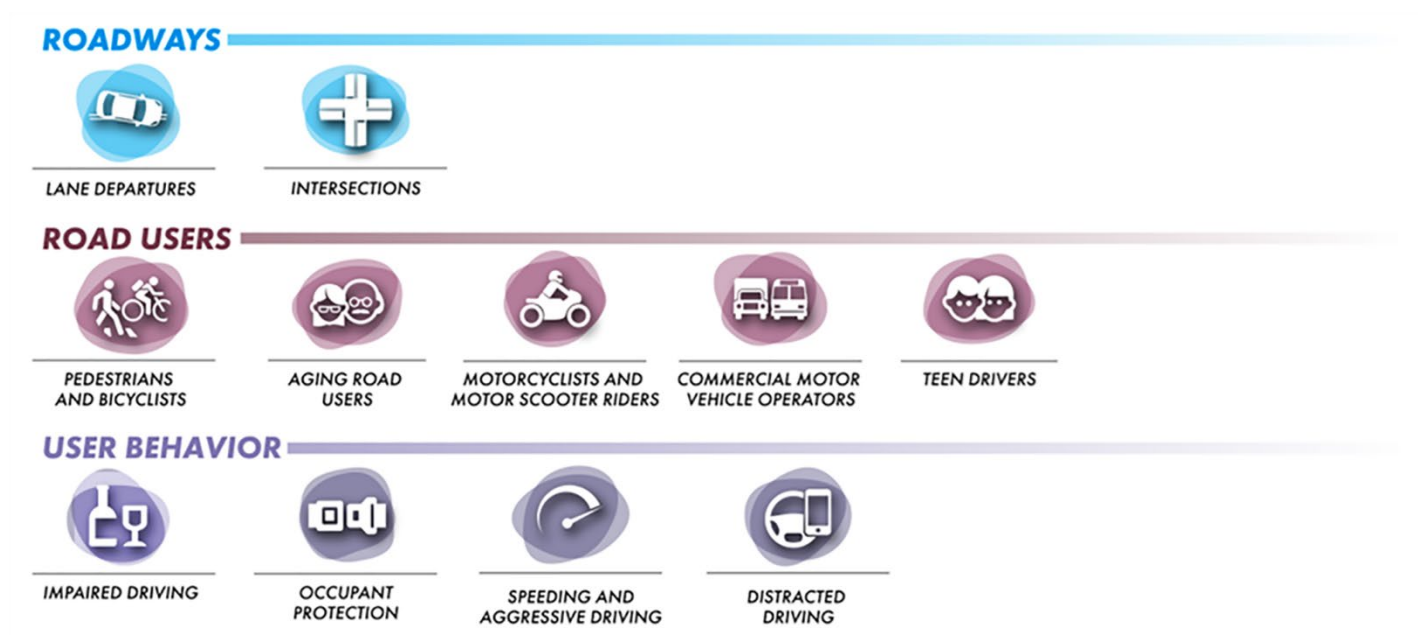 ROADWAYS
LANE DEPARTURES
INTERSECTIONS
ROAD USERS
PEDESTRIANS
AND BICYCLISTS
AGING ROAD
USERS
MOTORCYCLISTS AND
MOTOR SCOOTER RIDERS
COMMERCIAL MOTOR
VEHICLE OPERATORS
TEEN DRIVERS
USER BEHAVIOR
IMPAIRED DRIVING
OCCUPANT
PROTECTION
SPEEDING AND
AGGRESSIVE DRIVING
DISTRACTED
DRIVING